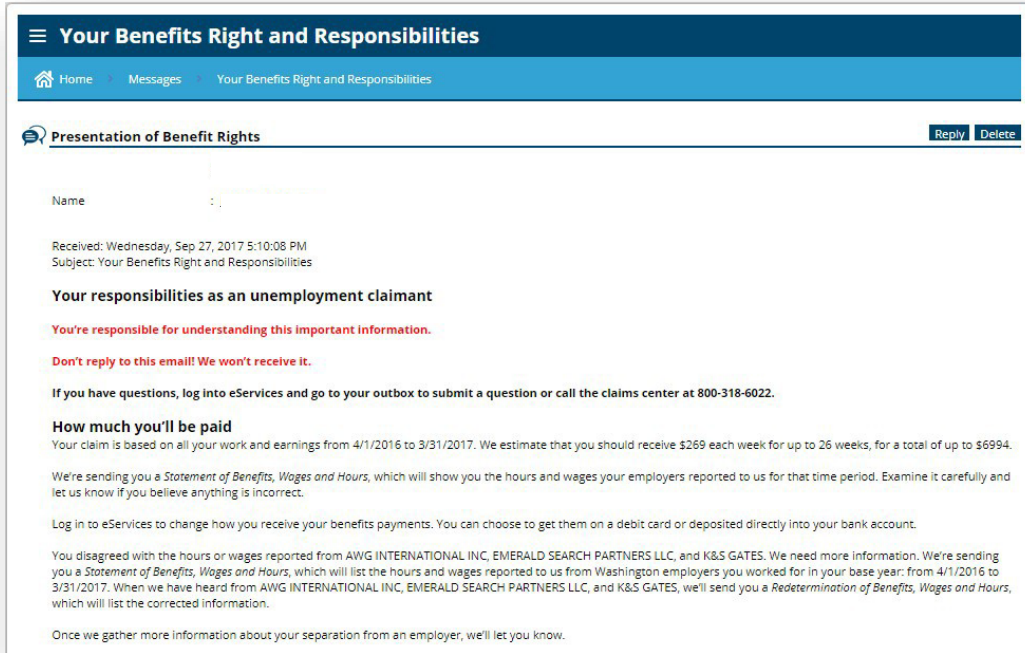 Your Benefits Right and Responsibilities
Home Messages Your Benefits Right and Responsibilities
Presentation of Benefit Rights Reply Delete
Name :
Received: Wednesday, Sep 27, 2017 5:10:08 PM
Subject: Your Benefits Right and Responsibilities
Your responsibilities as an unemployment claimant
You’re responsible for understanding this important information.
Don’t reply to this email! We won’t receive it.
If you have questions, log into eServices and go to your outbox to submit a question or call the claims center at 800-318-6022.
How much you’ll be paid
Your claim is based on all your work and earnings from 4/1/2016 to 3/31/2017. We estimate that you should receive $269 each week for up to 26 weeks, for a total of up to $6994.
We’re sending you a Statement of Benefits, Wages and Hours, which will show you the hours and wages your employers reported to us for that time period. Examine it carefully and
let us know if you believe anything is incorrect.
Log in to eServices to change how you receive your benefits payments. You can choose to get them on a debit card or deposited directly into your bank account.
You disagreed with the hours or wages reported from AWG INTERNATIONAL INC, EMERALD SEARCH PARTNERS LLC, and K&S GATES. We need more information. We’re sending
you a Statement of Benefits, Wages and Hours, which will list the hours and wages reported to us from Washington employers you worked for in your base year: from 4/1/2016 to
3/31/2017. When we have heard from AWG INTERNATIONAL INC, EMERALD SEARCH PARTNERS LLC, and K&S GATES, we’ll send you a Redetermination of Benefits, Wages and Hours,
which will list the corrected information.
Once we gather more information about your separation from an employer, we’ll let you know.